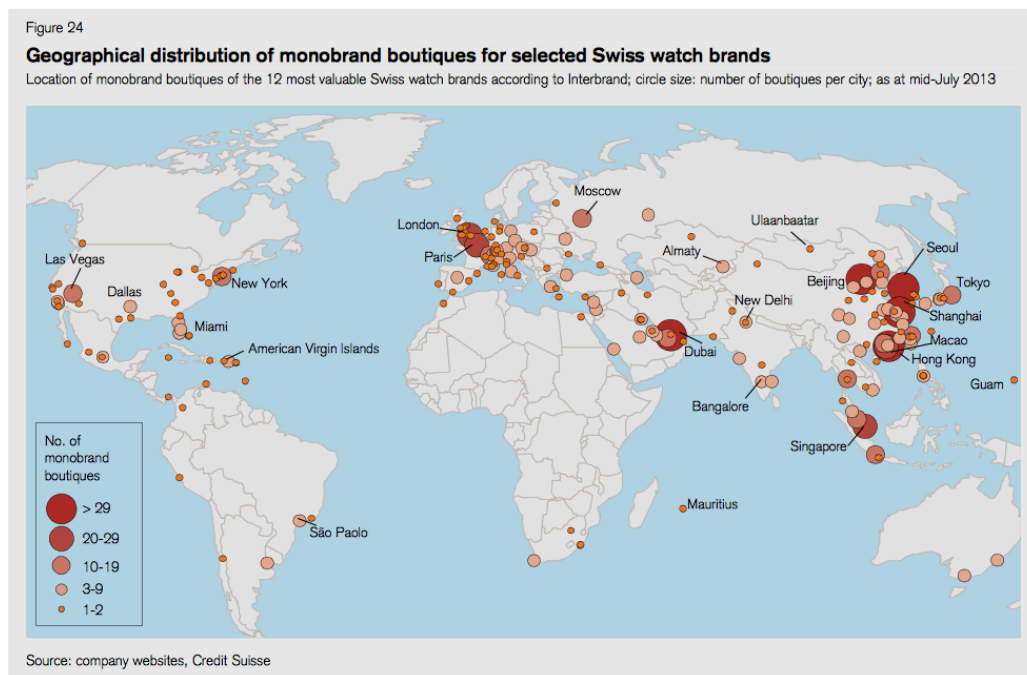 Figure 24
Geographical distribution of monobrand boutiques for selected Swiss watch brands
Location of monobrand boutiques of the 12 most valuable Swiss watch brands according to Interbrand; circle size: number of boutiques per city; as at mid-July 2013
Moscow
London
Ulaanbaatar
Paris
Almaty
Seoul
Las Vegas
Beijing
New York
Tokyo
Dallas
New Delhi
Shanghai
Miami
Macao
American Virgin Islands
Dubai
Hong Kong
Guam
Bangalore
No. of
monobrand
boutiques
Singapore
> 29
Mauritius
20-29
São Paolo
10-19
3-9
1-2
Source: company websites, Credit Suisse